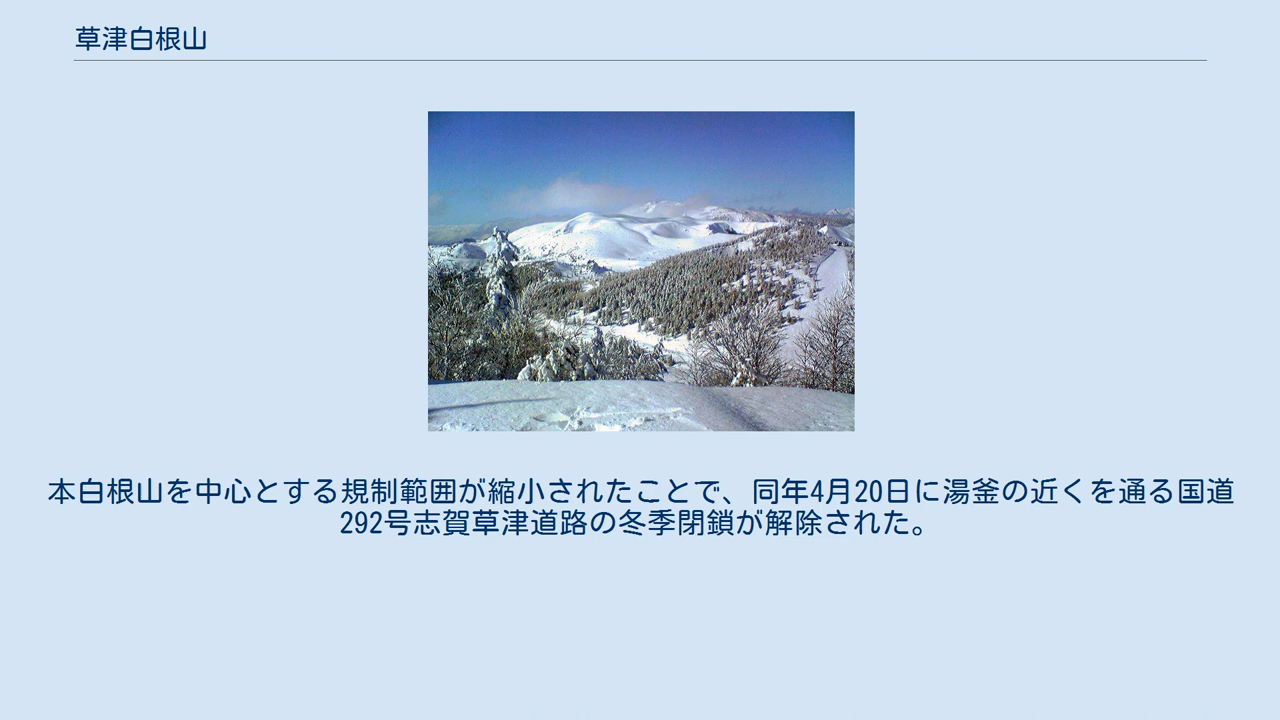 草津白根山
本白根山を中心とする規制範囲が縮小されたことで、同年4月20日に湯釜の近くを通る国道
292号志賀草津道路の冬季閉鎖が解除された。